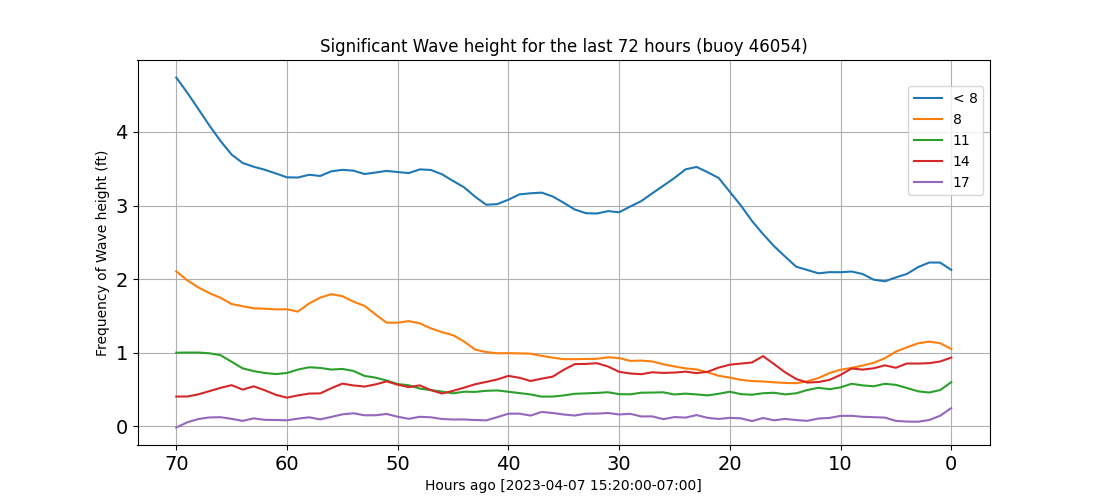 Significant Wave height for the last 72 hours (buoy 46054)
Frequency of Wave height (ft)
4
3
2
1
0
< 8
8
11
14
17
70 60 50 40 30 20 10 0
Hours ago [2023-04-07 15:20:00-07:00]